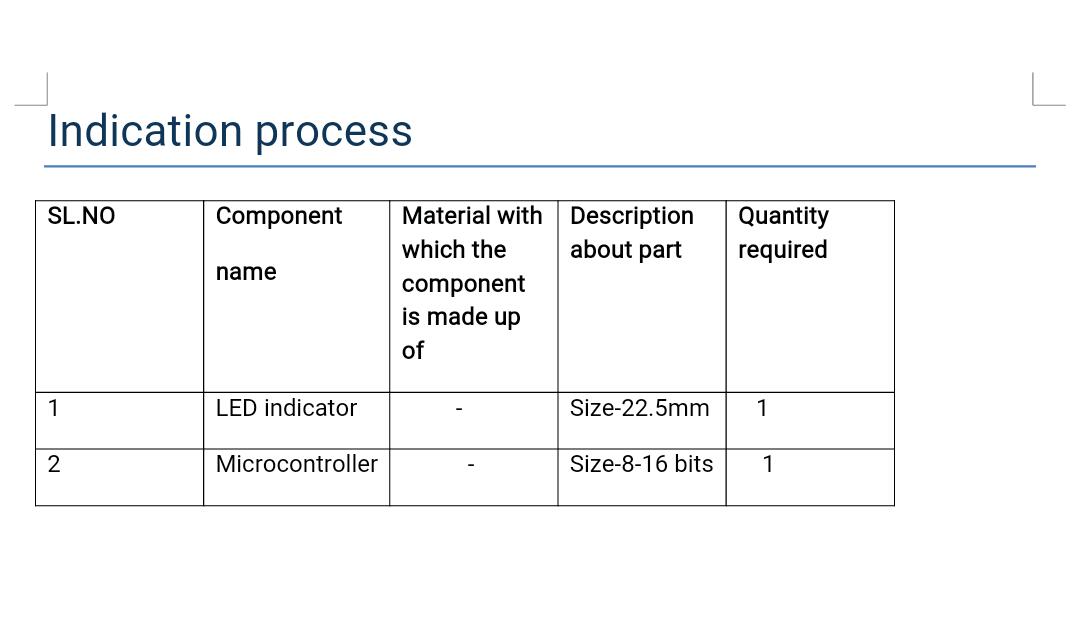 Indication process
SL.NO
Component
name
Material with
which the
component
is made up
of
Description
about part
Quantity
required
1
LED indicator
-
Size-22.5mm
1
2
Microcontroller
-
Size-8-16 bits
1